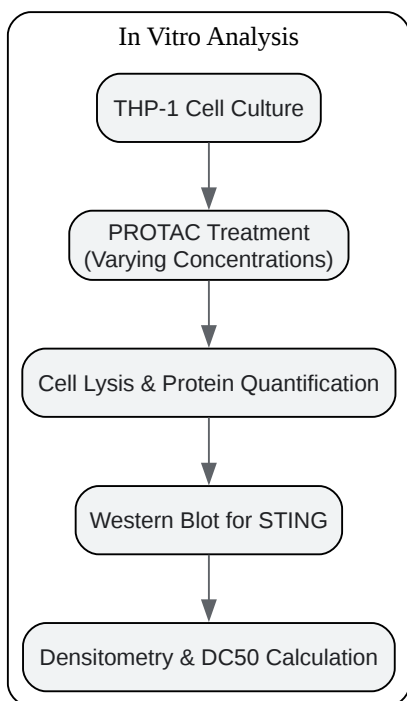 In Vitro Analysis
THP-1 Cell Culture
PROTAC Treatment
(Varying Concentrations)
Cell Lysis & Protein Quantification
Western Blot for STING
Densitometry & DC50 Calculation